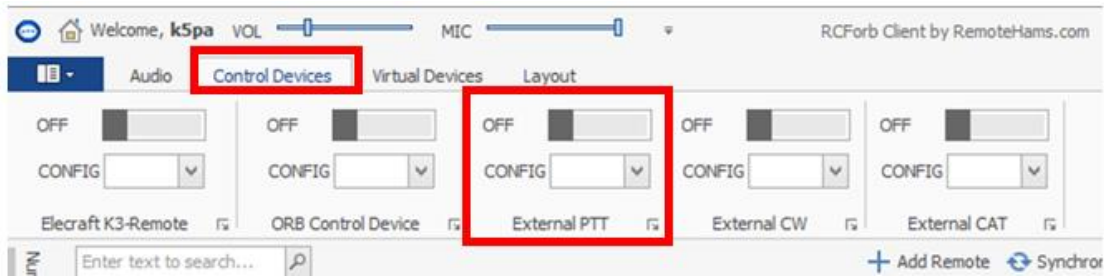 Welcome, k5pa VOL MIC RCForb Client by RemoteHams.com
Audio Control Devices Virtual Devices Layout
OFF OFF OFF OFF OFF
CONFIG CONFIG CONFIG CONFIG CONFIG
Elecraft K3-Remote ORB Control Device External PTT External CW External CAT
Enter text to search... Add Remote